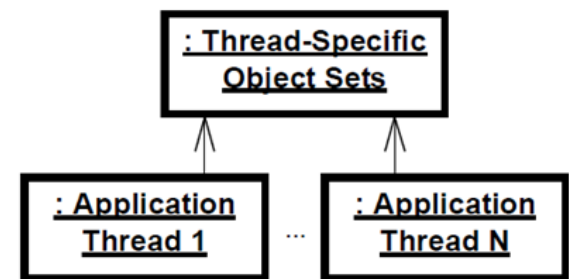 : Thread-Specific
Object Sets
: Application
Thread 1
...
: Application
Thread N